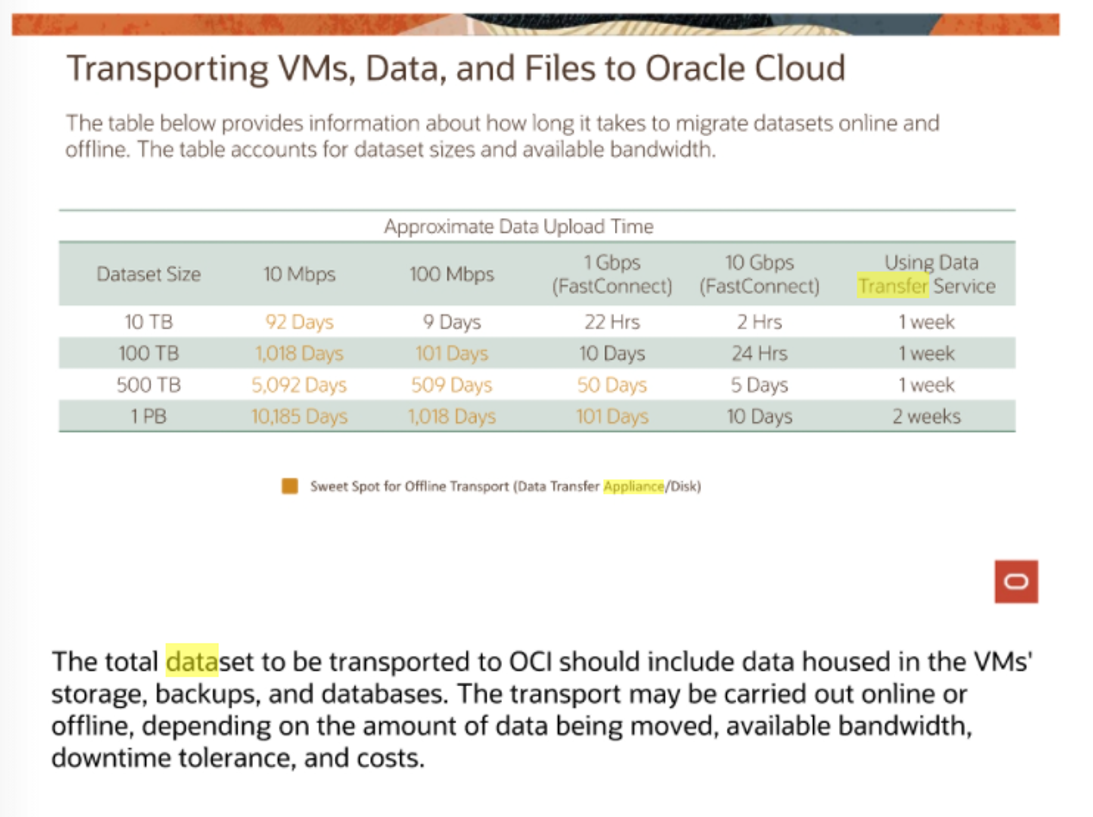 Transporting VMs, Data, and Files to Oracle Cloud
The table below provides information about how long it takes to migrate datasets online and
offline. The table accounts for dataset sizes and available bandwidth.
Approximate Data Upload Time
Dataset Size 10 Mbps 100 Mbps 1 Gbps (FastConnect) 10 Gbps (FastConnect) Using Data Transfer Service
10 TB 92 Days 9 Days 22 Hrs 2 Hrs 1 week
100 TB 1,018 Days 101 Days 10 Days 24 Hrs 1 week
500 TB 5,092 Days 509 Days 50 Days 5 Days 1 week
1 PB 10,185 Days 1,018 Days 101 Days 10 Days 2 weeks
Sweet Spot for Offline Transport (Data Transfer Appliance/Disk)
The total dataset to be transported to OCI should include data housed in the VMs'
storage, backups, and databases. The transport may be carried out online or
offline, depending on the amount of data being moved, available bandwidth,
downtime tolerance, and costs.